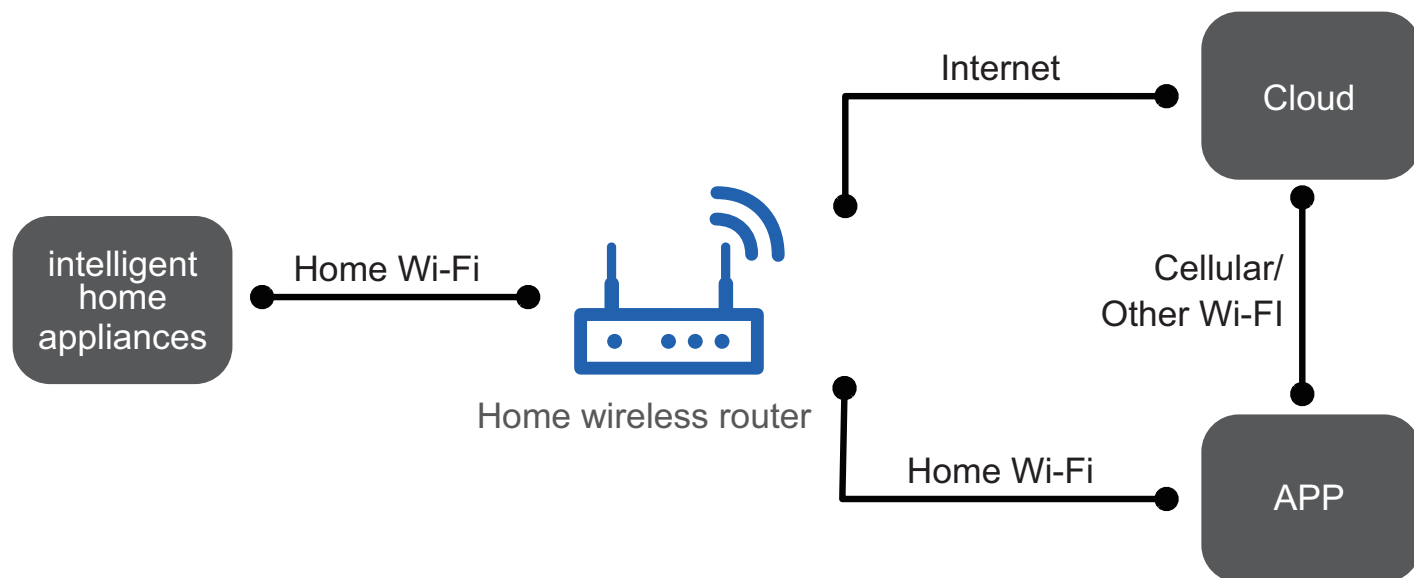 Internet
Cloud
intelligent
home
appliances
Home Wi-Fi
Cellular/
Other Wi-FI
Home wireless router
Home Wi-Fi
APP